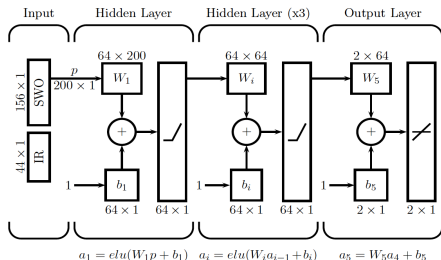 Input
Hidden Layer
Hidden Layer (x3)
Output Layer
156 × 1
SWO
44 × 1
IR
p
200 × 1
64 × 200
W₁
+
1
b₁
64 × 1
64 × 1
64 × 64
Wᵢ
+
1
bᵢ
64 × 1
64 × 1
2 × 64
W₅
+
1
b₅
2 × 1
2 × 1
a₁ = elu(W₁p + b₁)
aᵢ = elu(Wᵢaᵢ₋₁+bᵢ)
a₅ = W₅a₄ + b₅